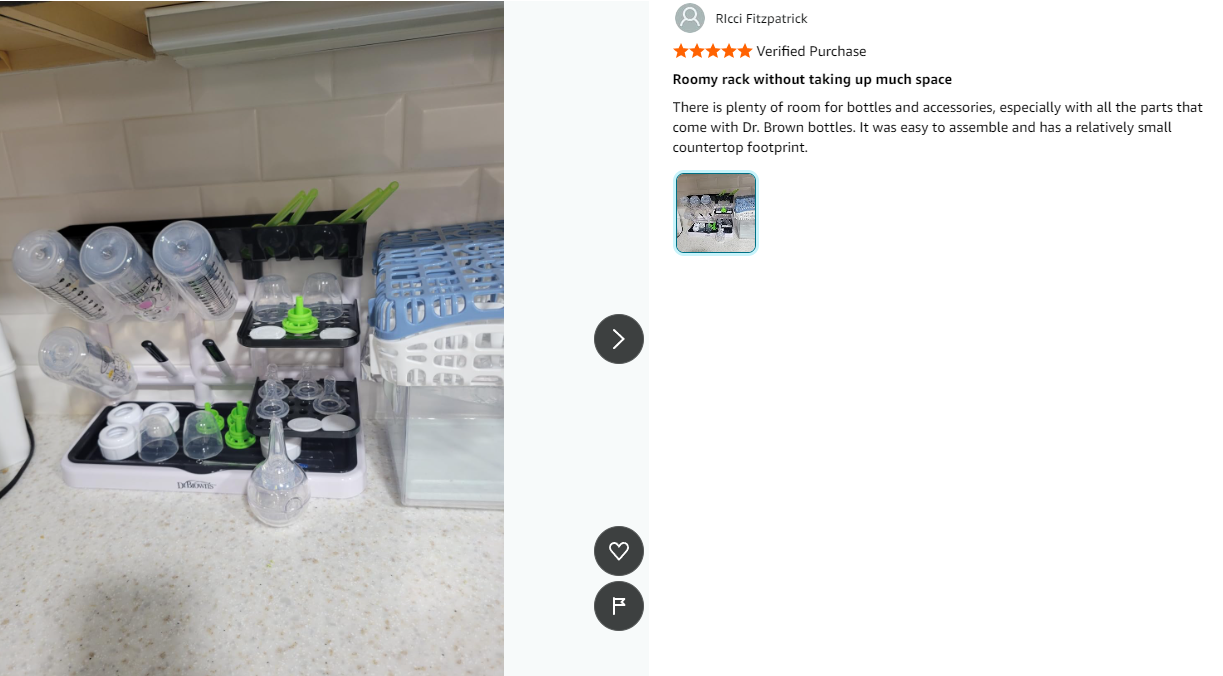 RIcci Fitzpatrick
Verified Purchase
Roomy rack without taking up much space
There is plenty of room for bottles and accessories, especially with all the parts that
come with Dr. Brown bottles. It was easy to assemble and has a relatively small
countertop footprint.
Dr Brown's